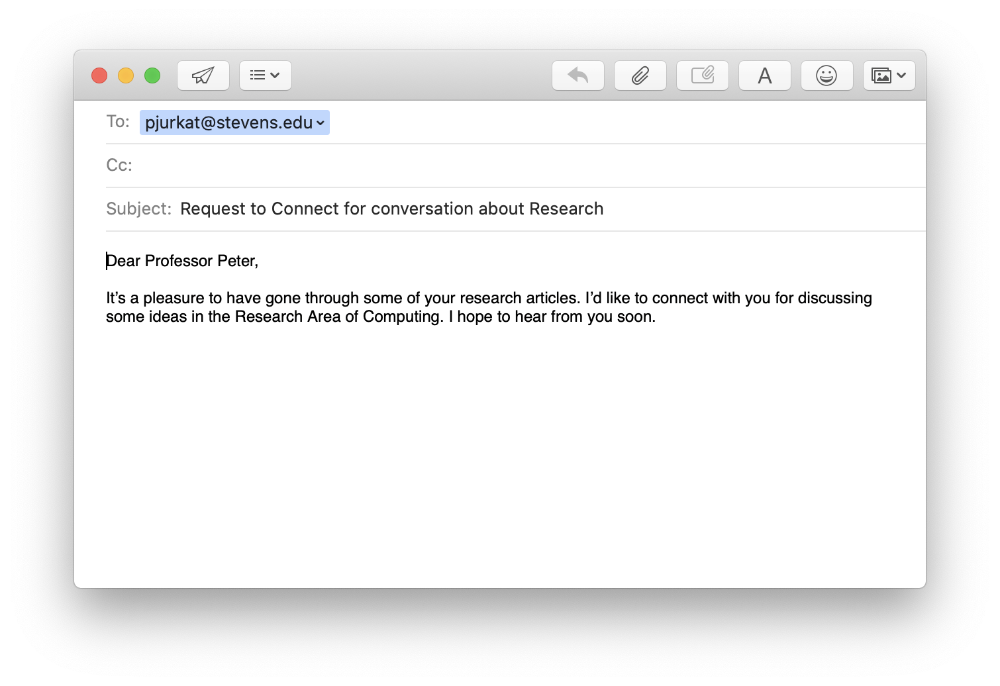 To: pjurkat@stevens.edu
Cc:
Subject: Request to Connect for conversation about Research
Dear Professor Peter,
It’s a pleasure to have gone through some of your research articles. I’d like to connect with you for discussing
some ideas in the Research Area of Computing. I hope to hear from you soon.